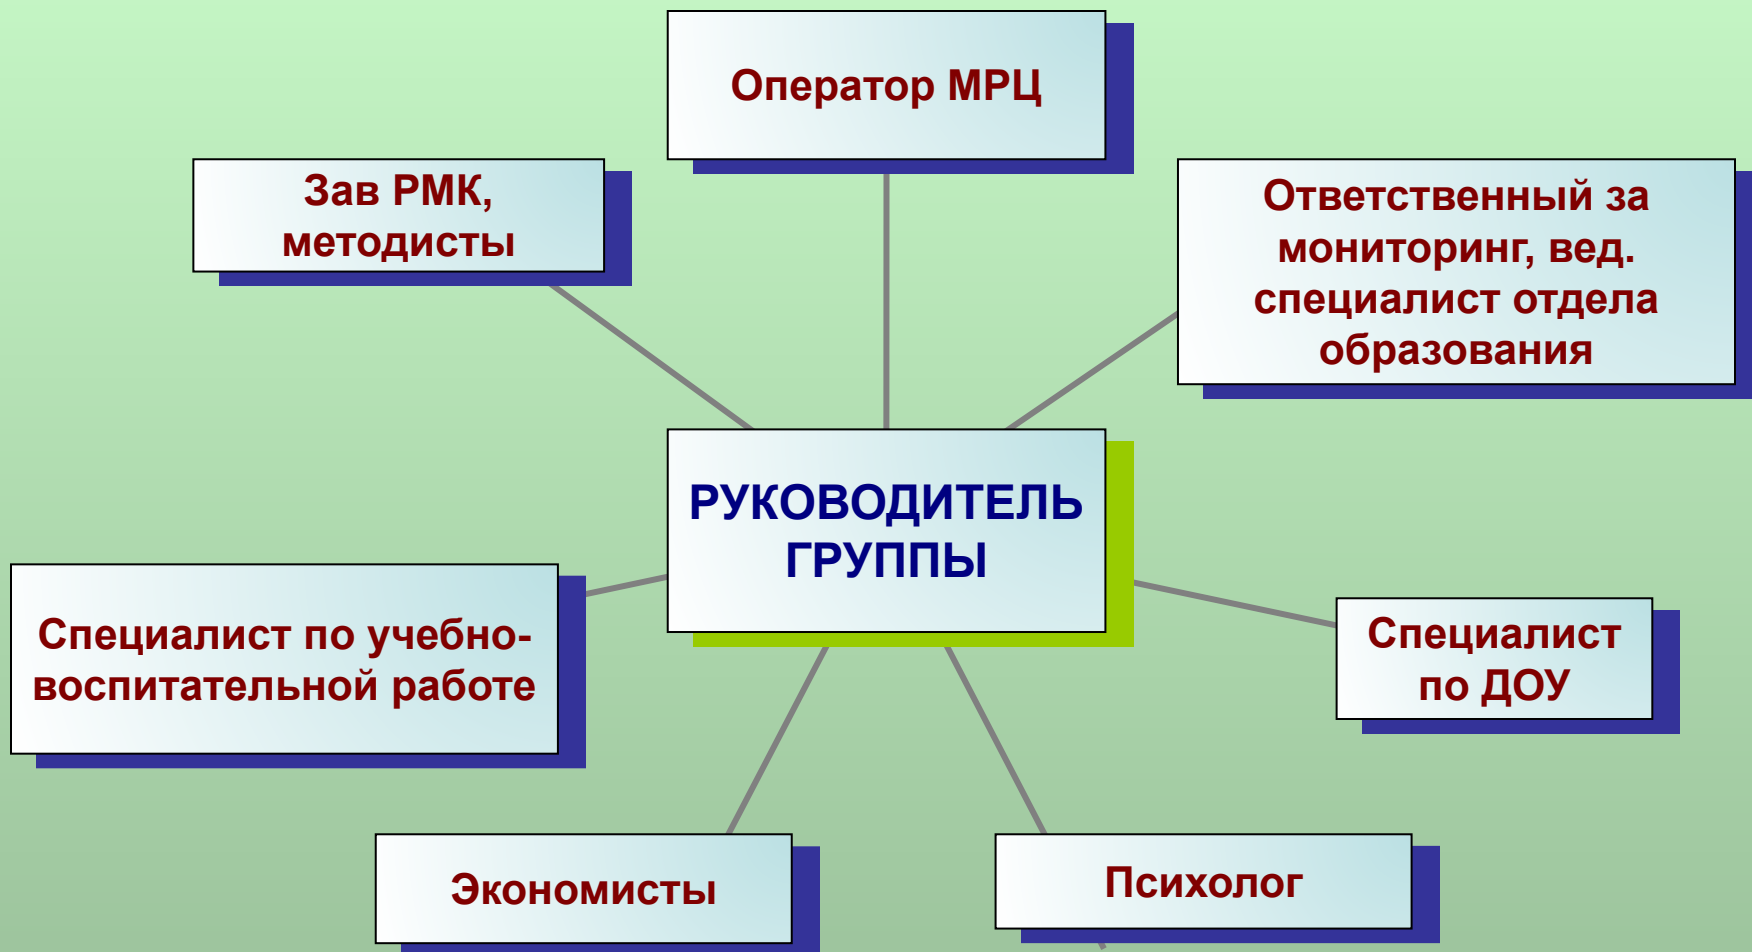 Оператор МРЦ
Зав РМК,
методисты
Ответственный за
мониторинг, вед.
специалист отдела
образования
РУКОВОДИТЕЛЬ
ГРУППЫ
Специалист по учебно-
воспитательной работе
Специалист
по ДОУ
Экономисты
Психолог